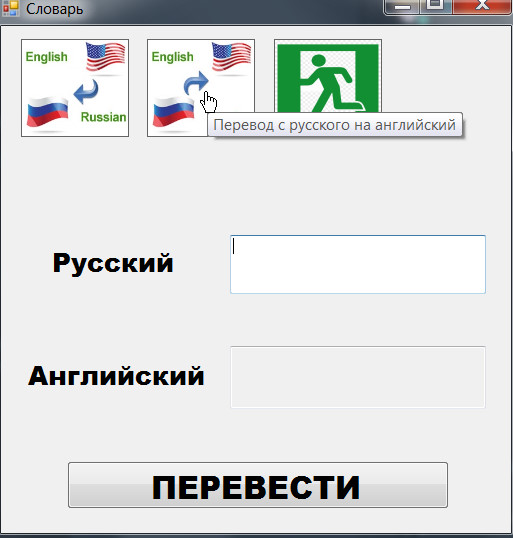 Словарь
English
Russian
English
Перевод с русского на английский
Русский
Английский
ПЕРЕВЕСТИ